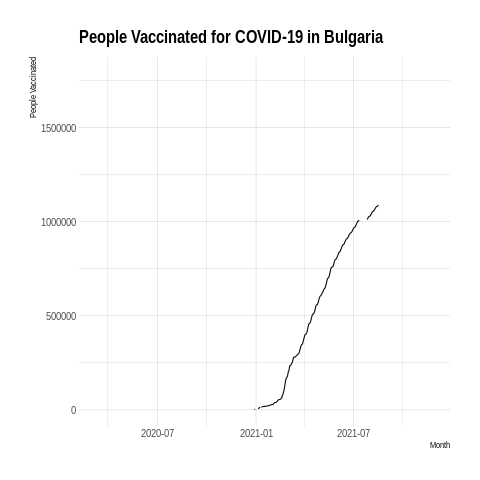 People Vaccinated for COVID-19 in Bulgaria
People Vaccinated
1500000
1000000
500000
0
2020-07
2021-01
2021-07
Month